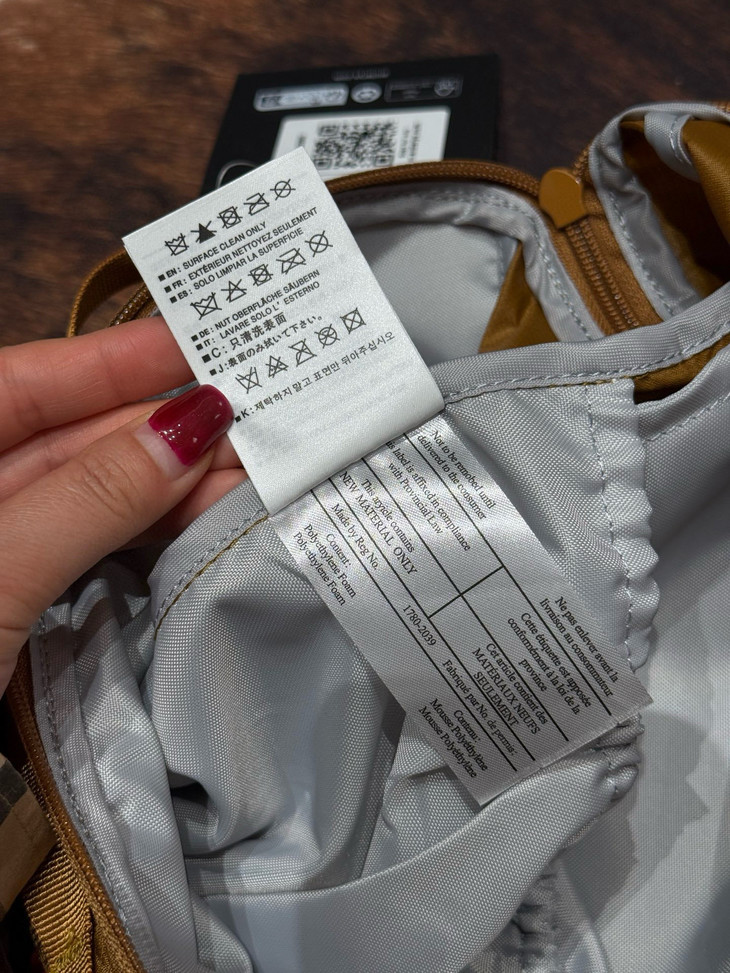 ■EN: SURFACE CLEAN ONLY
■FR: EXTÉRIEUR NETTOYEZ SEULEMENT
■ES: SOLO LIMPIAR LA SUPERFICIE
■DE: NUT OBERFLÄCHE SÄUBERN
■IT: LAVARE SOLO L' ESTERNO
■C: 只清洗表面
■J: 表面のみ拭いて下さい。
■K: 제탁하지 말고 표면만 뒤아주십시오
Not to be remobed until
delivered to the consumer
is label is affixed in compliance
with Provincial Law
This aryode contains
NEW MATERIAL ONLY
Made by Reg No.
1780-2039
Content:
Polyethylene Foam
Polyethylene Foam
Ne pas enlever avant la
livraison au consommateur
Cette étiquette est apposée
conformément à la loi de la
province
Cet article contient des
MATÉRIAUX NEUFS
SEULEMENT
Fabriqué par No. de permis:
Contenu:
Mousse Polyéthylène
Mousse Polyéthylène